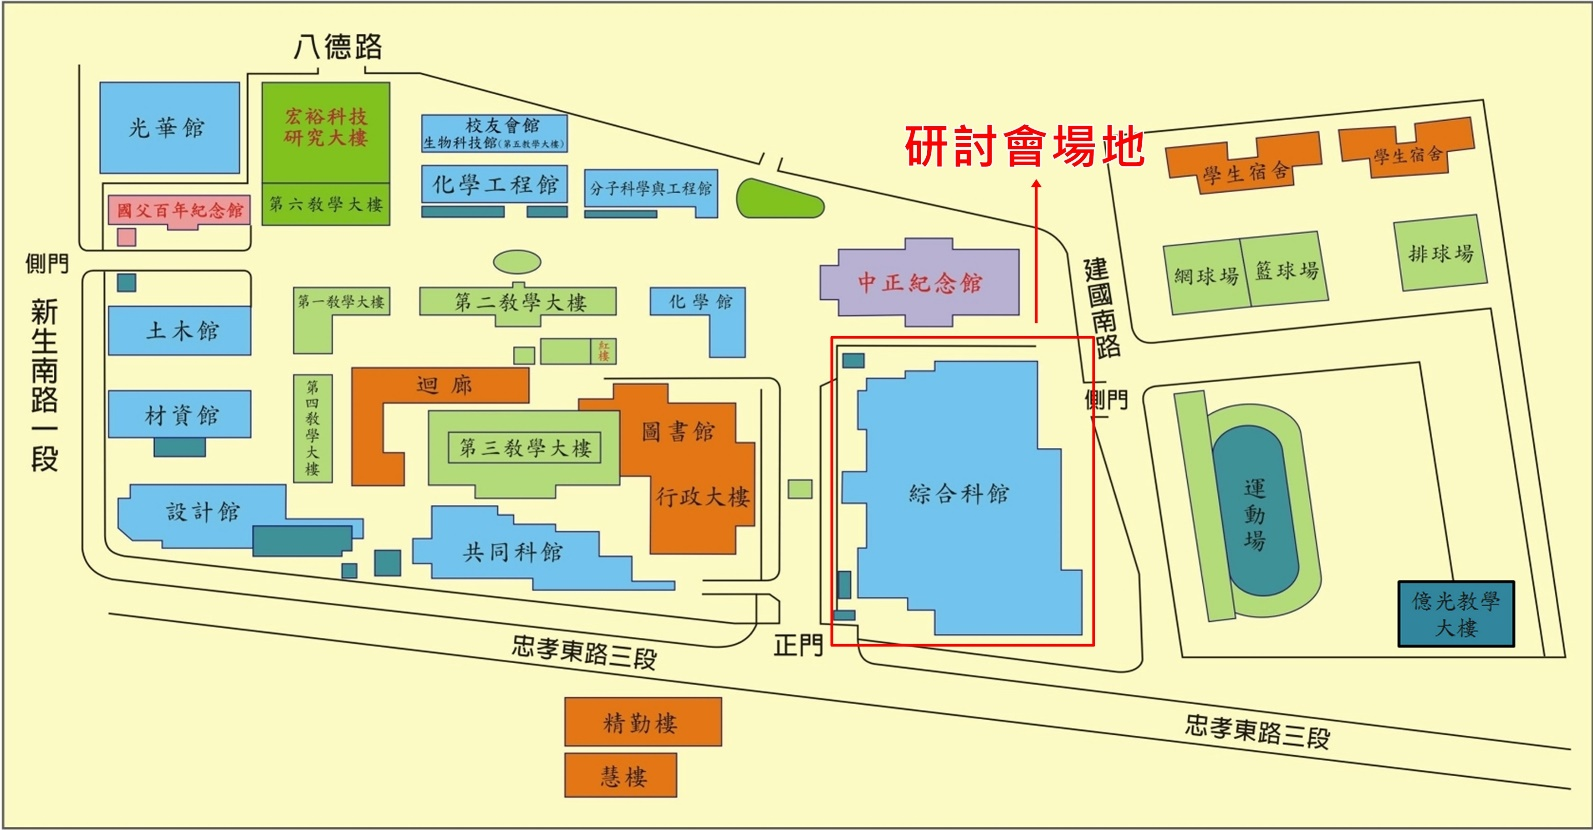 八德路
光華館
宏裕科技
研究大樓
第六教學大樓
校友會館
生物科技館(第五教學大樓)
化學工程館
分子科學與工程館
研討會場地
學生宿舍
學生宿舍
國父百年紀念館
側門
新生南路一段
中正紀念館
建國南路
網球場
籃球場
排球場
土木館
第一教學大樓
第二教學大樓
化學館
紅樓
材資館
第四教學大樓
迴廊
第三教學大樓
圖書館
行政大樓
側門
綜合科館
運動場
設計館
共同科館
億光教學
大樓
忠孝東路三段
正門
精勤樓
慧樓
忠孝東路三段